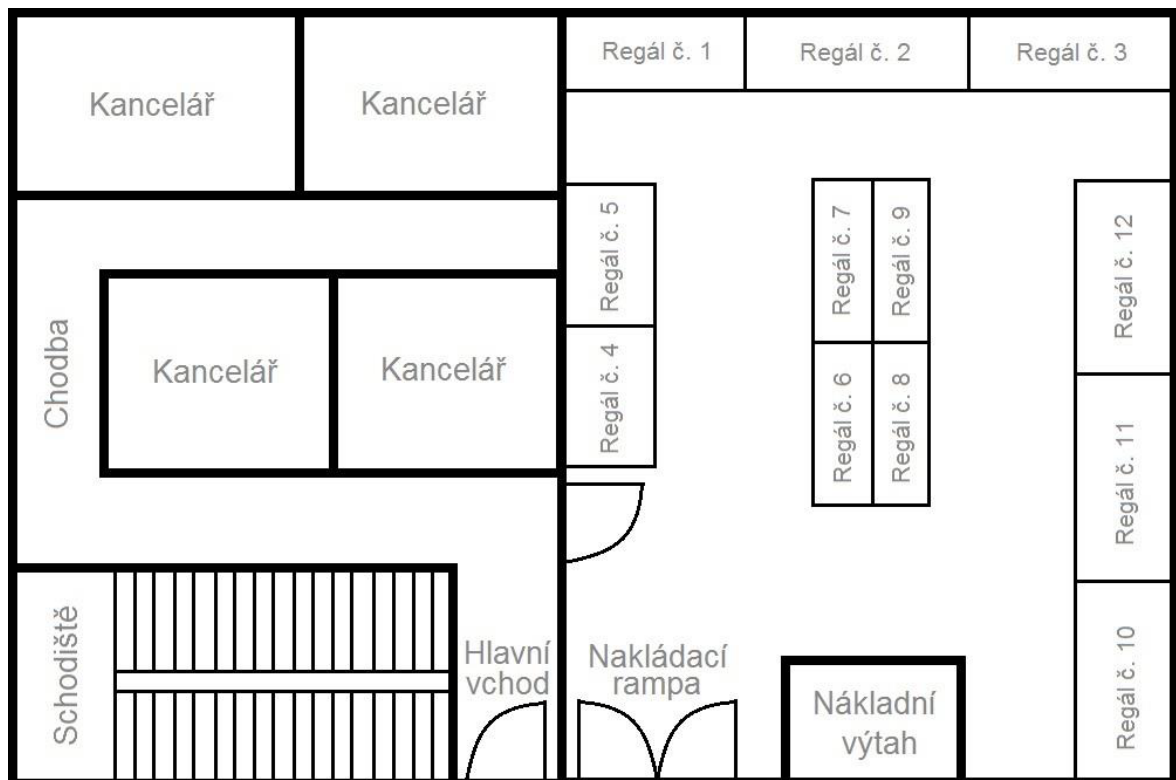 Kancelář
Kancelář
Regál č. 1
Regál č. 2
Regál č. 3
Chodba
Kancelář
Kancelář
Regál č. 5
Regál č. 4
Regál č. 7
Regál č. 9
Regál č. 6
Regál č. 8
Regál č. 12
Regál č. 11
Regál č. 10
Schodiště
Hlavní
vchod
Nakládací
rampa
Nákladní
výtah